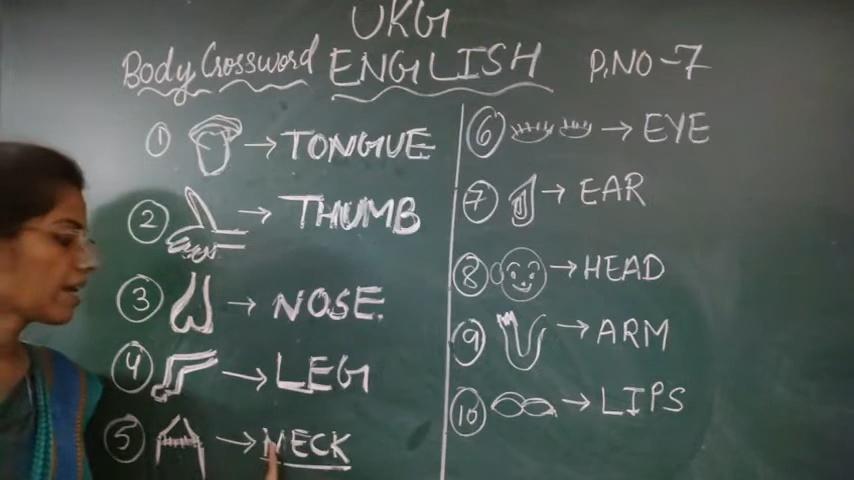 UKG
Body Crossword ENGLISH P.NO-7
1 → TONGUE
2 → THUMB
3 → NOSE.
4 → LEG
5 → NECK
6 → EYE
7 → EAR
8 → HEAD
9 → ARM
10 → LIPS